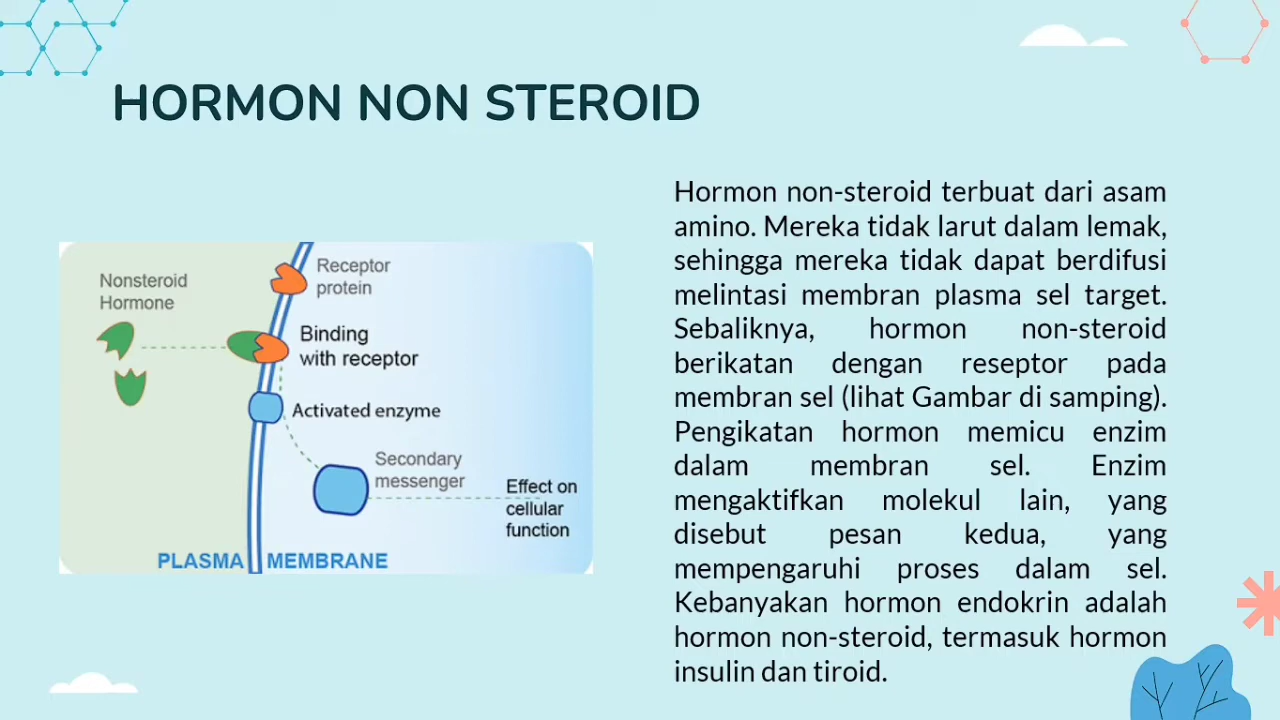 HORMON NON STEROID
Nonsteroid
Hormone
Receptor
protein
Binding
with receptor
Activated enzyme
Secondary
messenger
Effect on
cellular
function
PLASMA MEMBRANE
Hormon non-steroid terbuat dari asam
amino. Mereka tidak larut dalam lemak,
sehingga mereka tidak dapat berdifusi
melintasi membran plasma sel target.
Sebaliknya, hormon non-steroid
berikatan dengan reseptor pada
membran sel (lihat Gambar di samping).
Pengikatan hormon memicu enzim
dalam membran sel. Enzim
mengaktifkan molekul lain, yang
disebut pesan kedua, yang
mempengaruhi proses dalam sel.
Kebanyakan hormon endokrin adalah
hormon non-steroid, termasuk hormon
insulin dan tiroid.